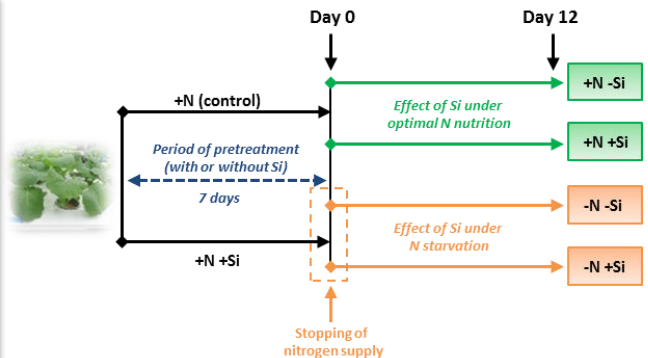 Day 0
Day 12
+N (control)
+N -Si
Effect of Si under
optimal N nutrition
Period of pretreatment
(with or without Si)
+N +Si
7 days
-N -Si
Effect of Si under
N starvation
+N +Si
-N +Si
Stopping of
nitrogen supply